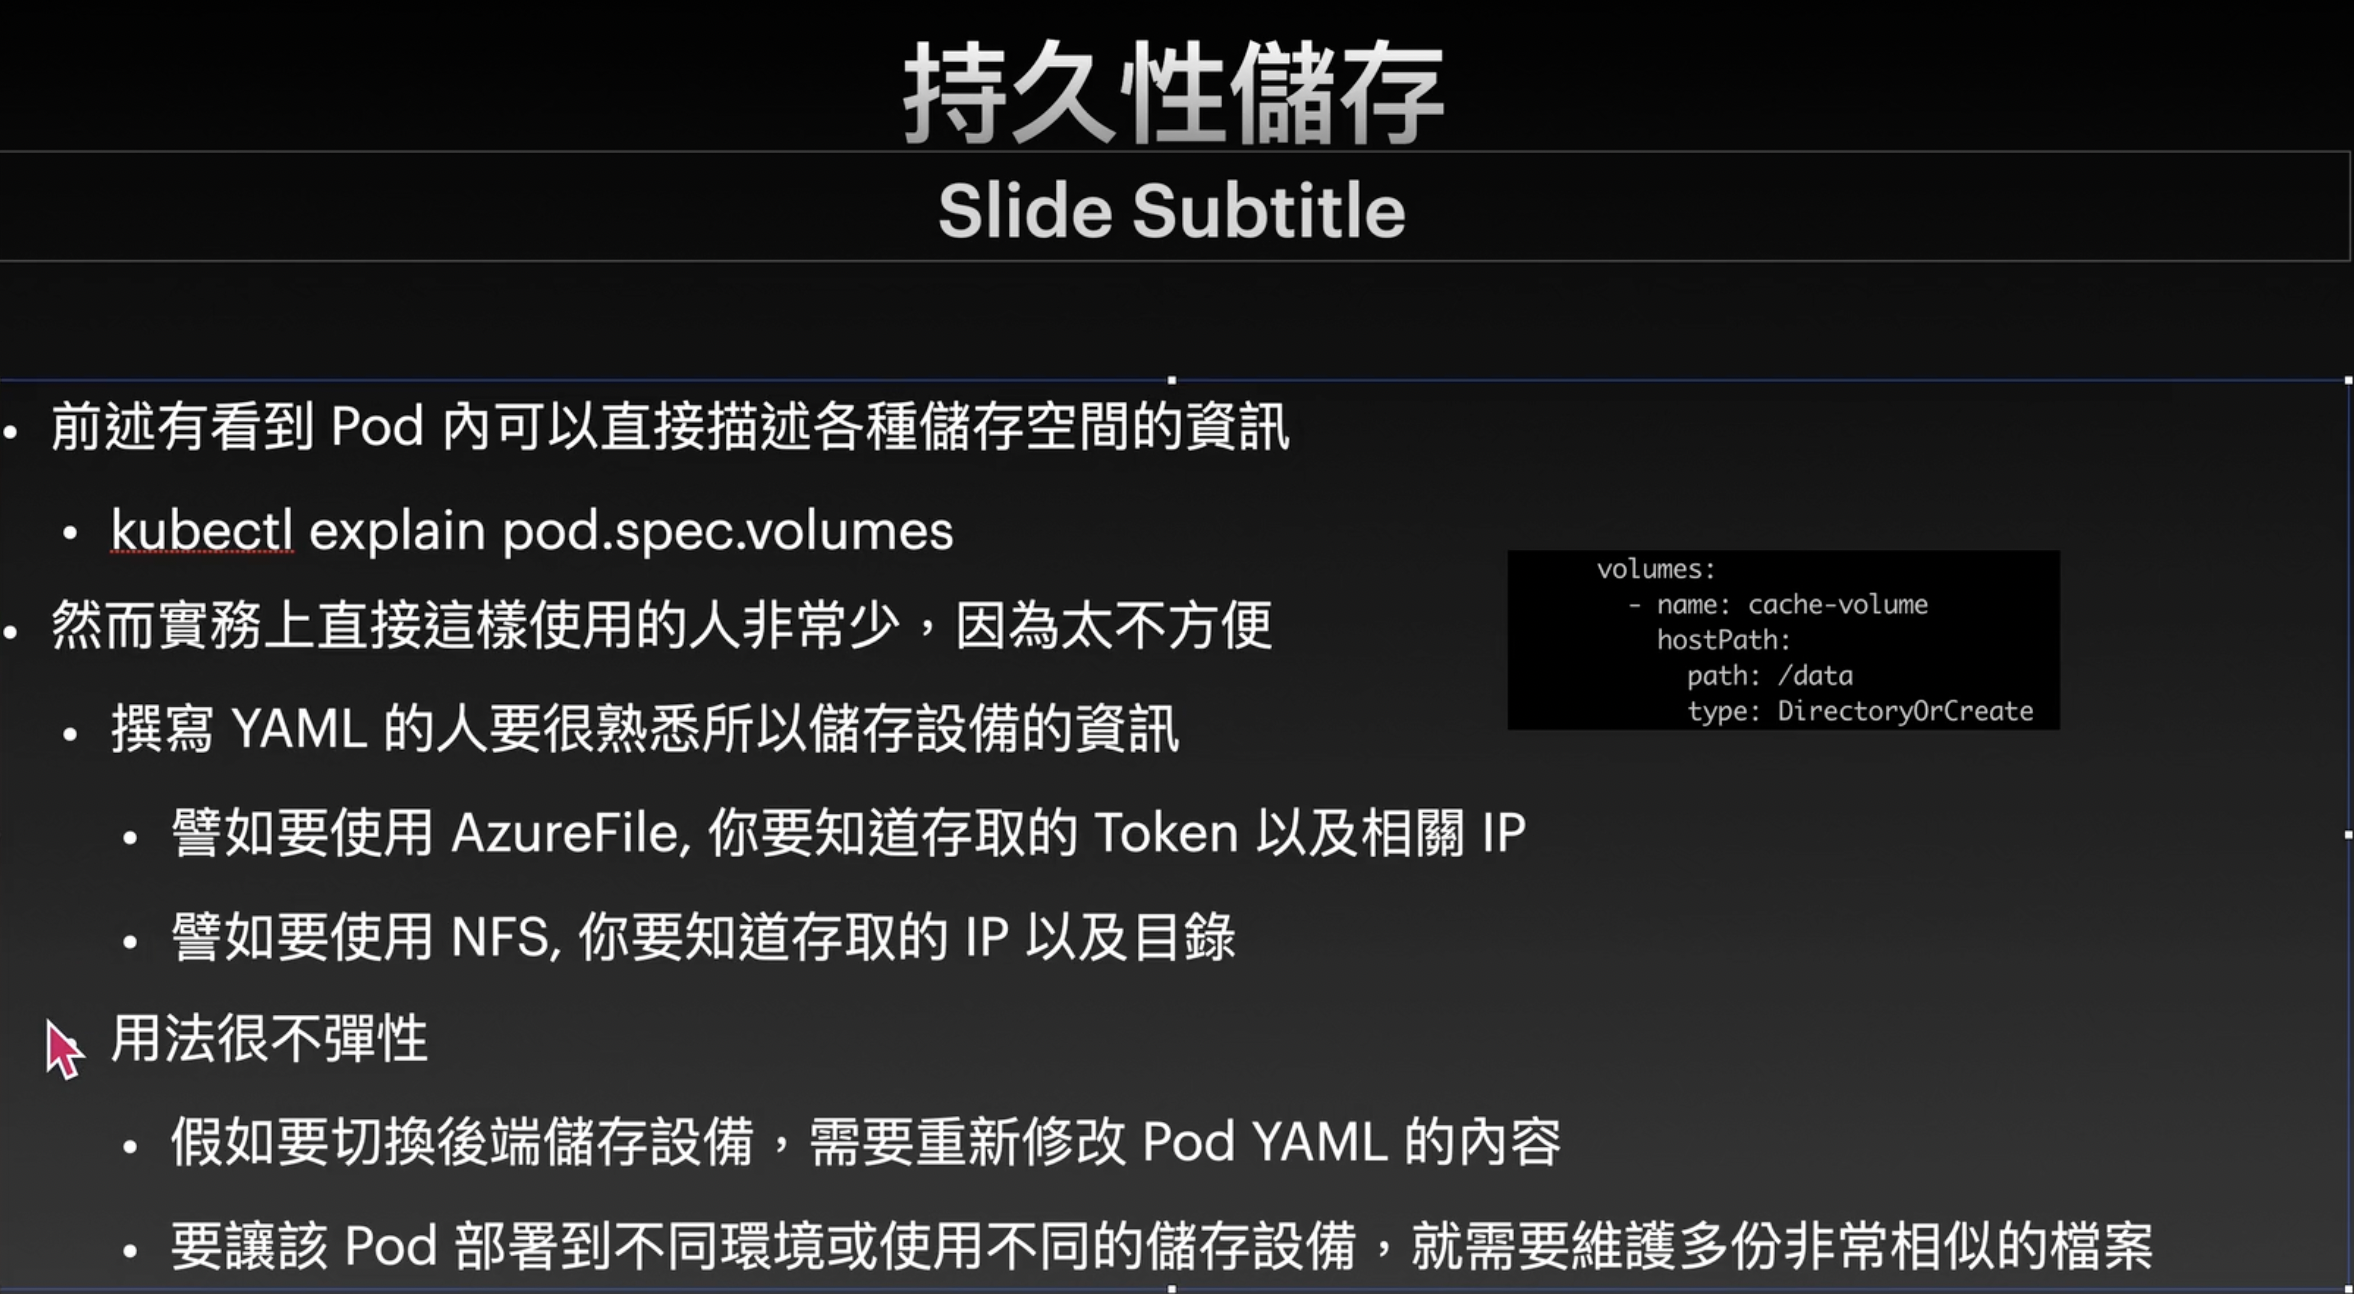 持久性儲存
Slide Subtitle
• 前述有看到 Pod 內可以直接描述各種儲存空間的資訊
• kubectl explain pod.spec.volumes
• 然而實務上直接這樣使用的人非常少，因為太不方便
• 撰寫 YAML 的人要很熟悉所以儲存設備的資訊
• 譬如要使用 AzureFile, 你要知道存取的 Token 以及相關 IP
• 譬如要使用 NFS, 你要知道存取的 IP 以及目錄
• 用法很不彈性
• 假如要切換後端儲存設備，需要重新修改 Pod YAML 的內容
• 要讓該 Pod 部署到不同環境或使用不同的儲存設備，就需要維護多份非常相似的檔案
volumes:
- name: cache-volume
hostPath:
path: /data
type: DirectoryOrCreate